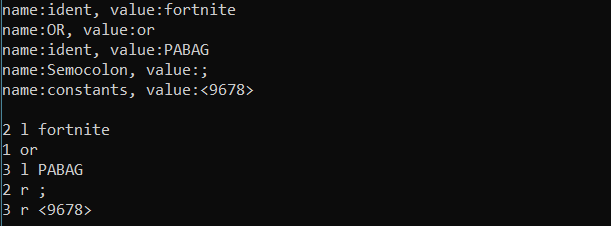 name:ident, value:fortnite
name:OR, value:or
name:ident, value:PABAG
name:Semocolon, value:;
name:constants, value:<9678>
2 l fortnite
1 or
3 l PABAG
2 r ;
3 r <9678>